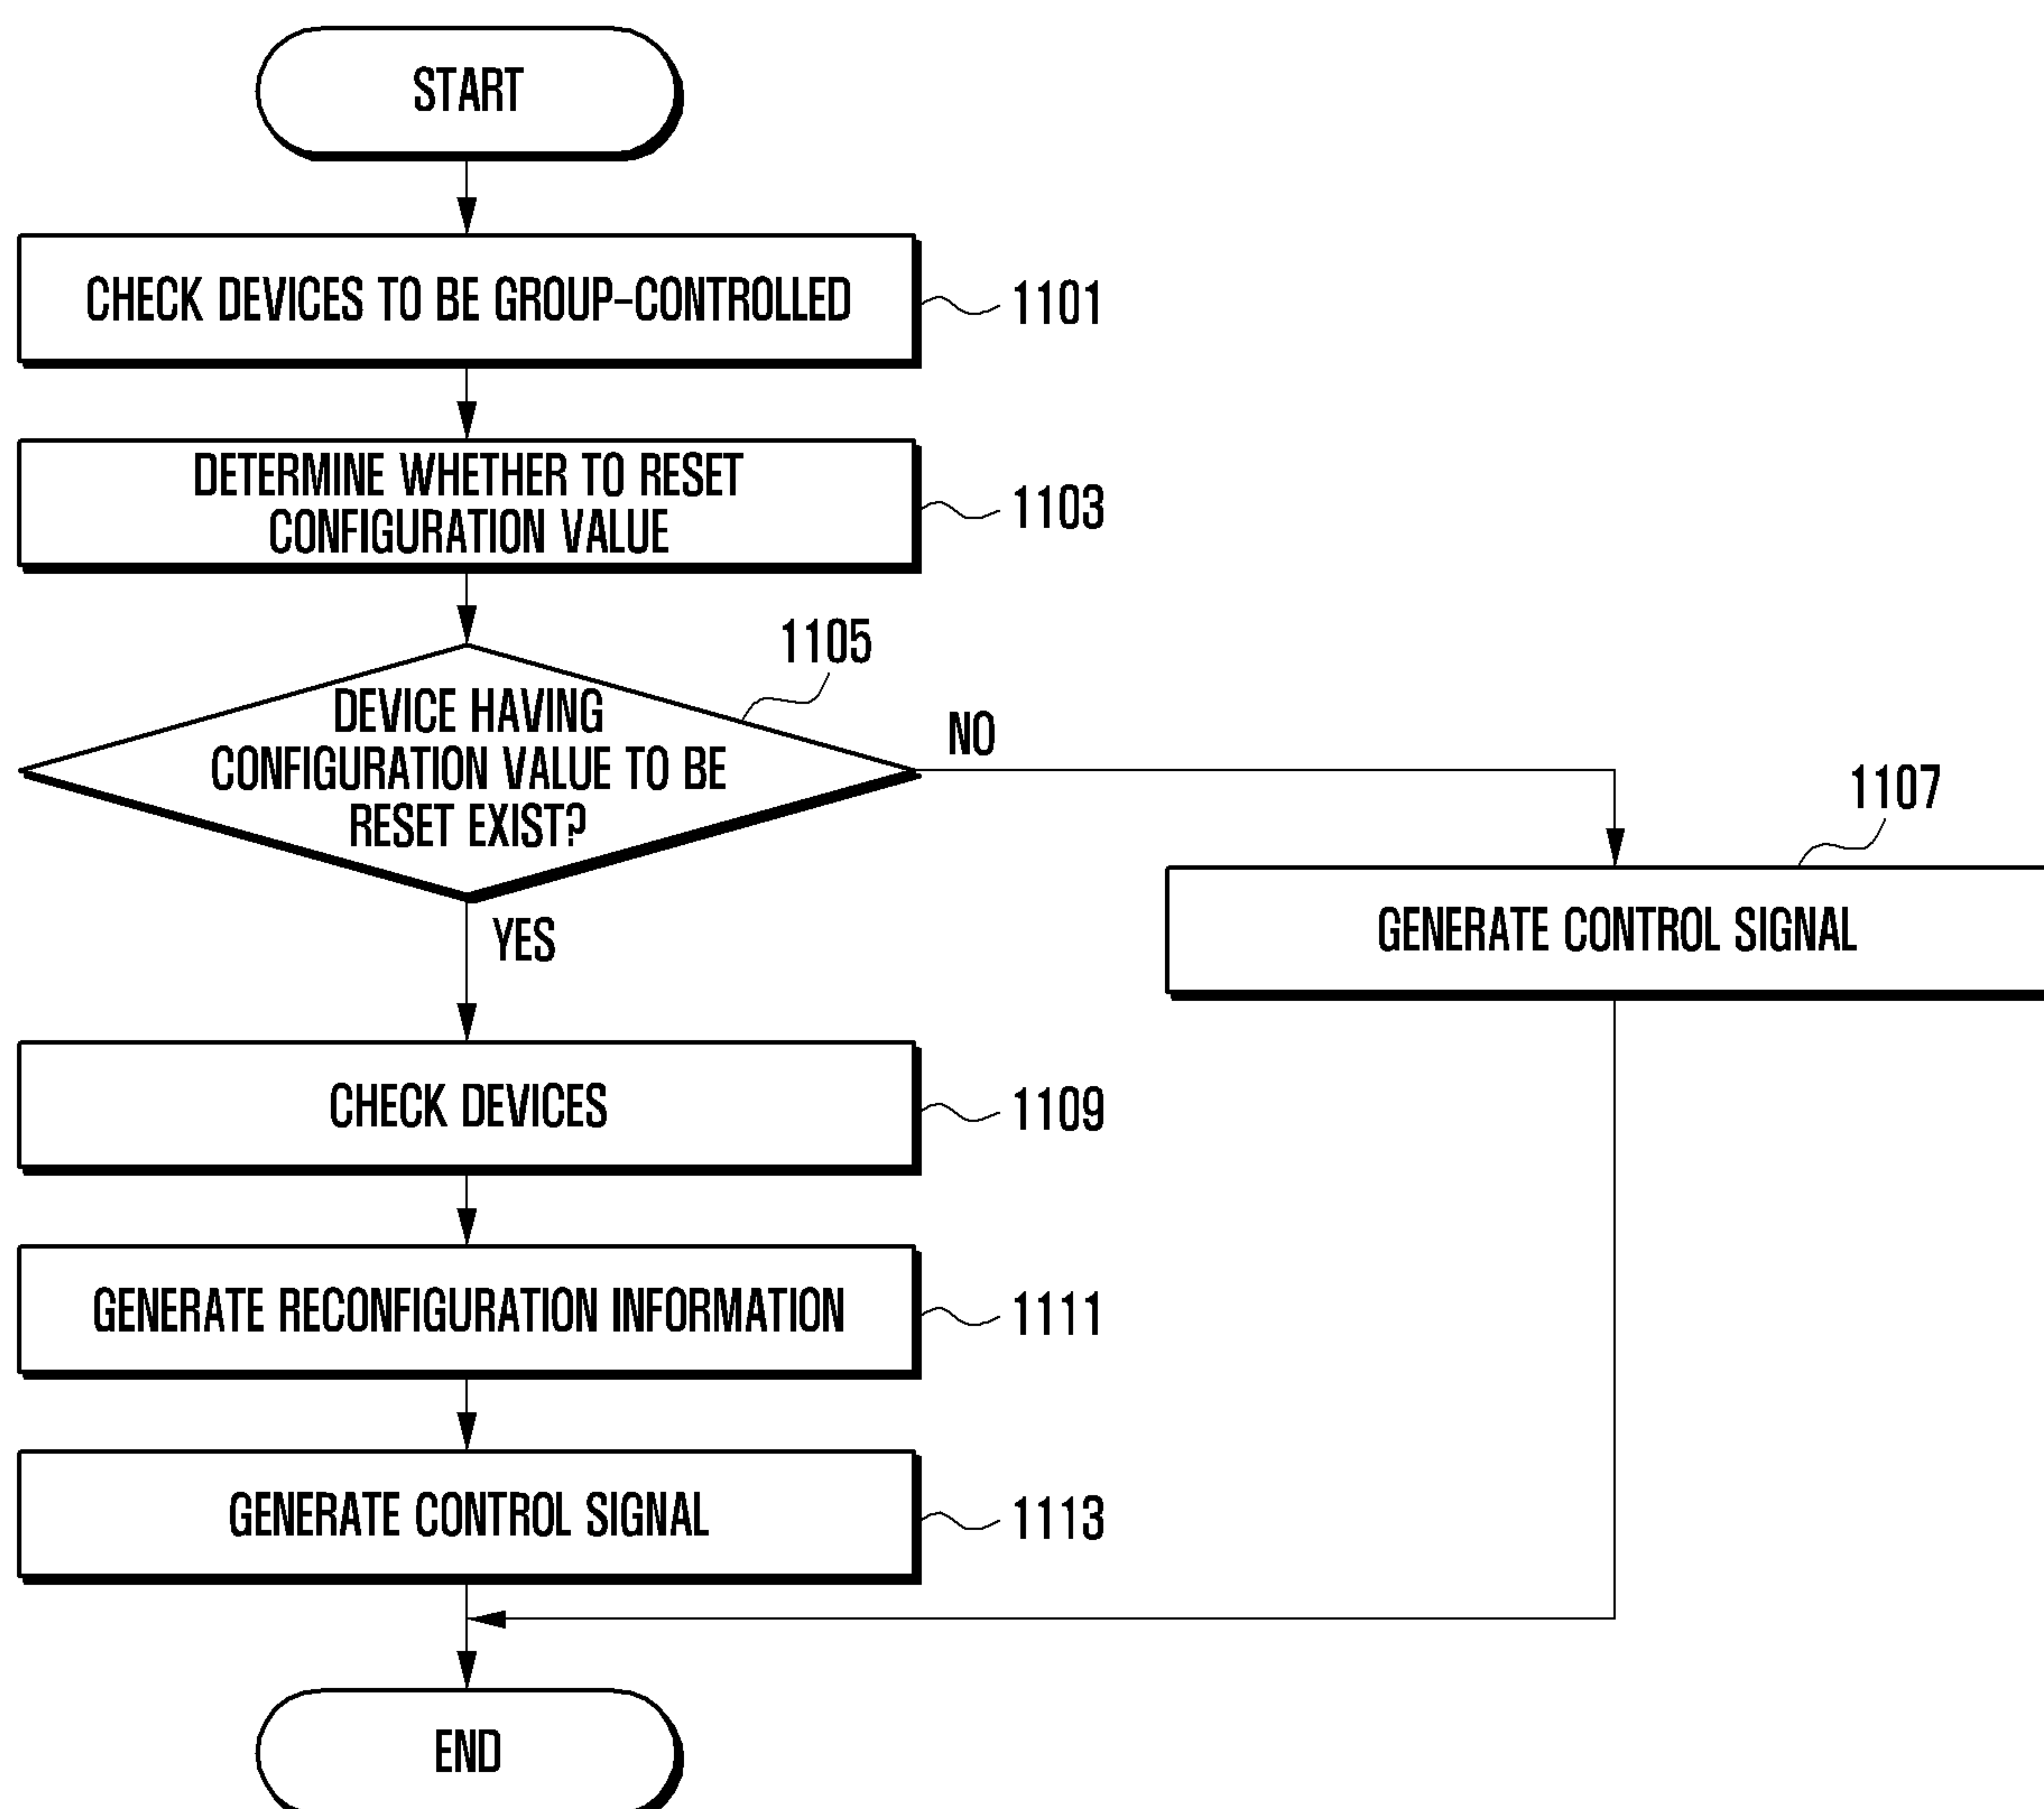 START
CHECK DEVICES TO BE GROUP-CONTROLLED
1101
DETERMINE WHETHER TO RESET
CONFIGURATION VALUE
1103
1105
DEVICE HAVING
CONFIGURATION VALUE TO BE
RESET EXIST?
NO
1107
GENERATE CONTROL SIGNAL
YES
CHECK DEVICES
1109
GENERATE RECONFIGURATION INFORMATION
1111
GENERATE CONTROL SIGNAL
1113
END